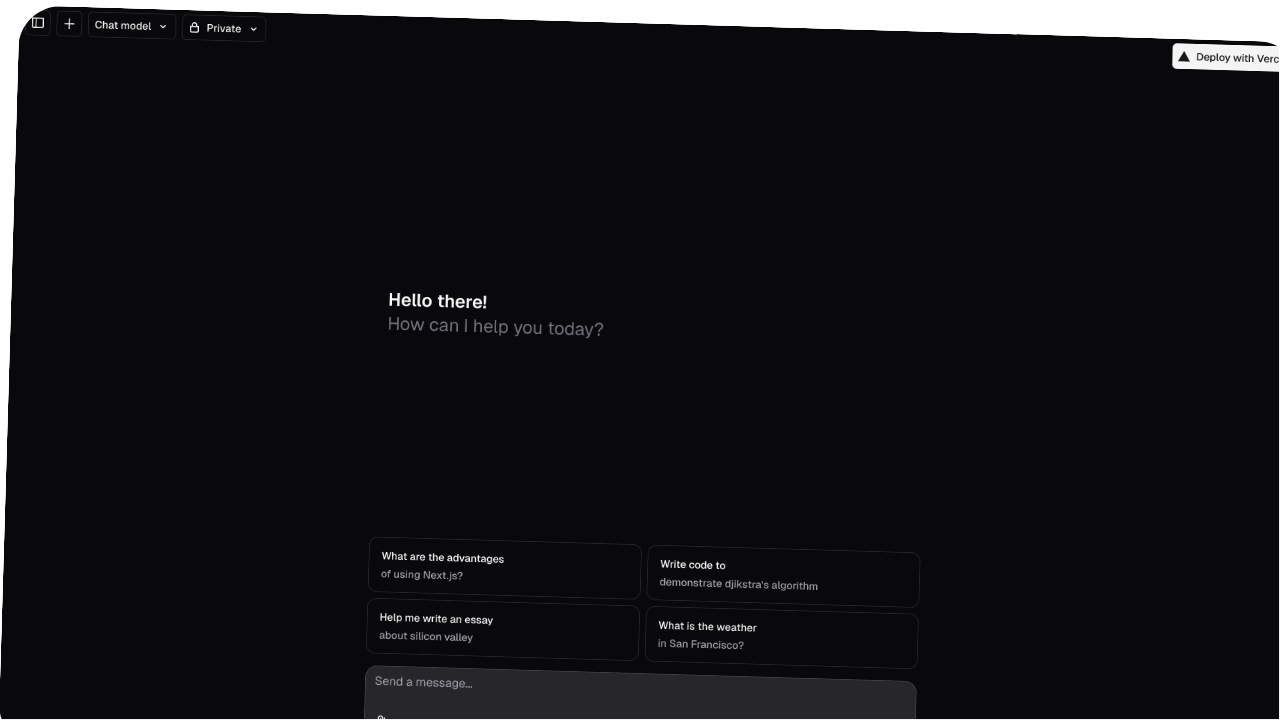 Chat model
Private
Deploy with Verc
Hello there!
How can I help you today?
What are the advantages
of using Next.js?
Write code to
demonstrate djikstra's algorithm
Help me write an essay
about silicon valley
What is the weather
in San Francisco?
Send a message...